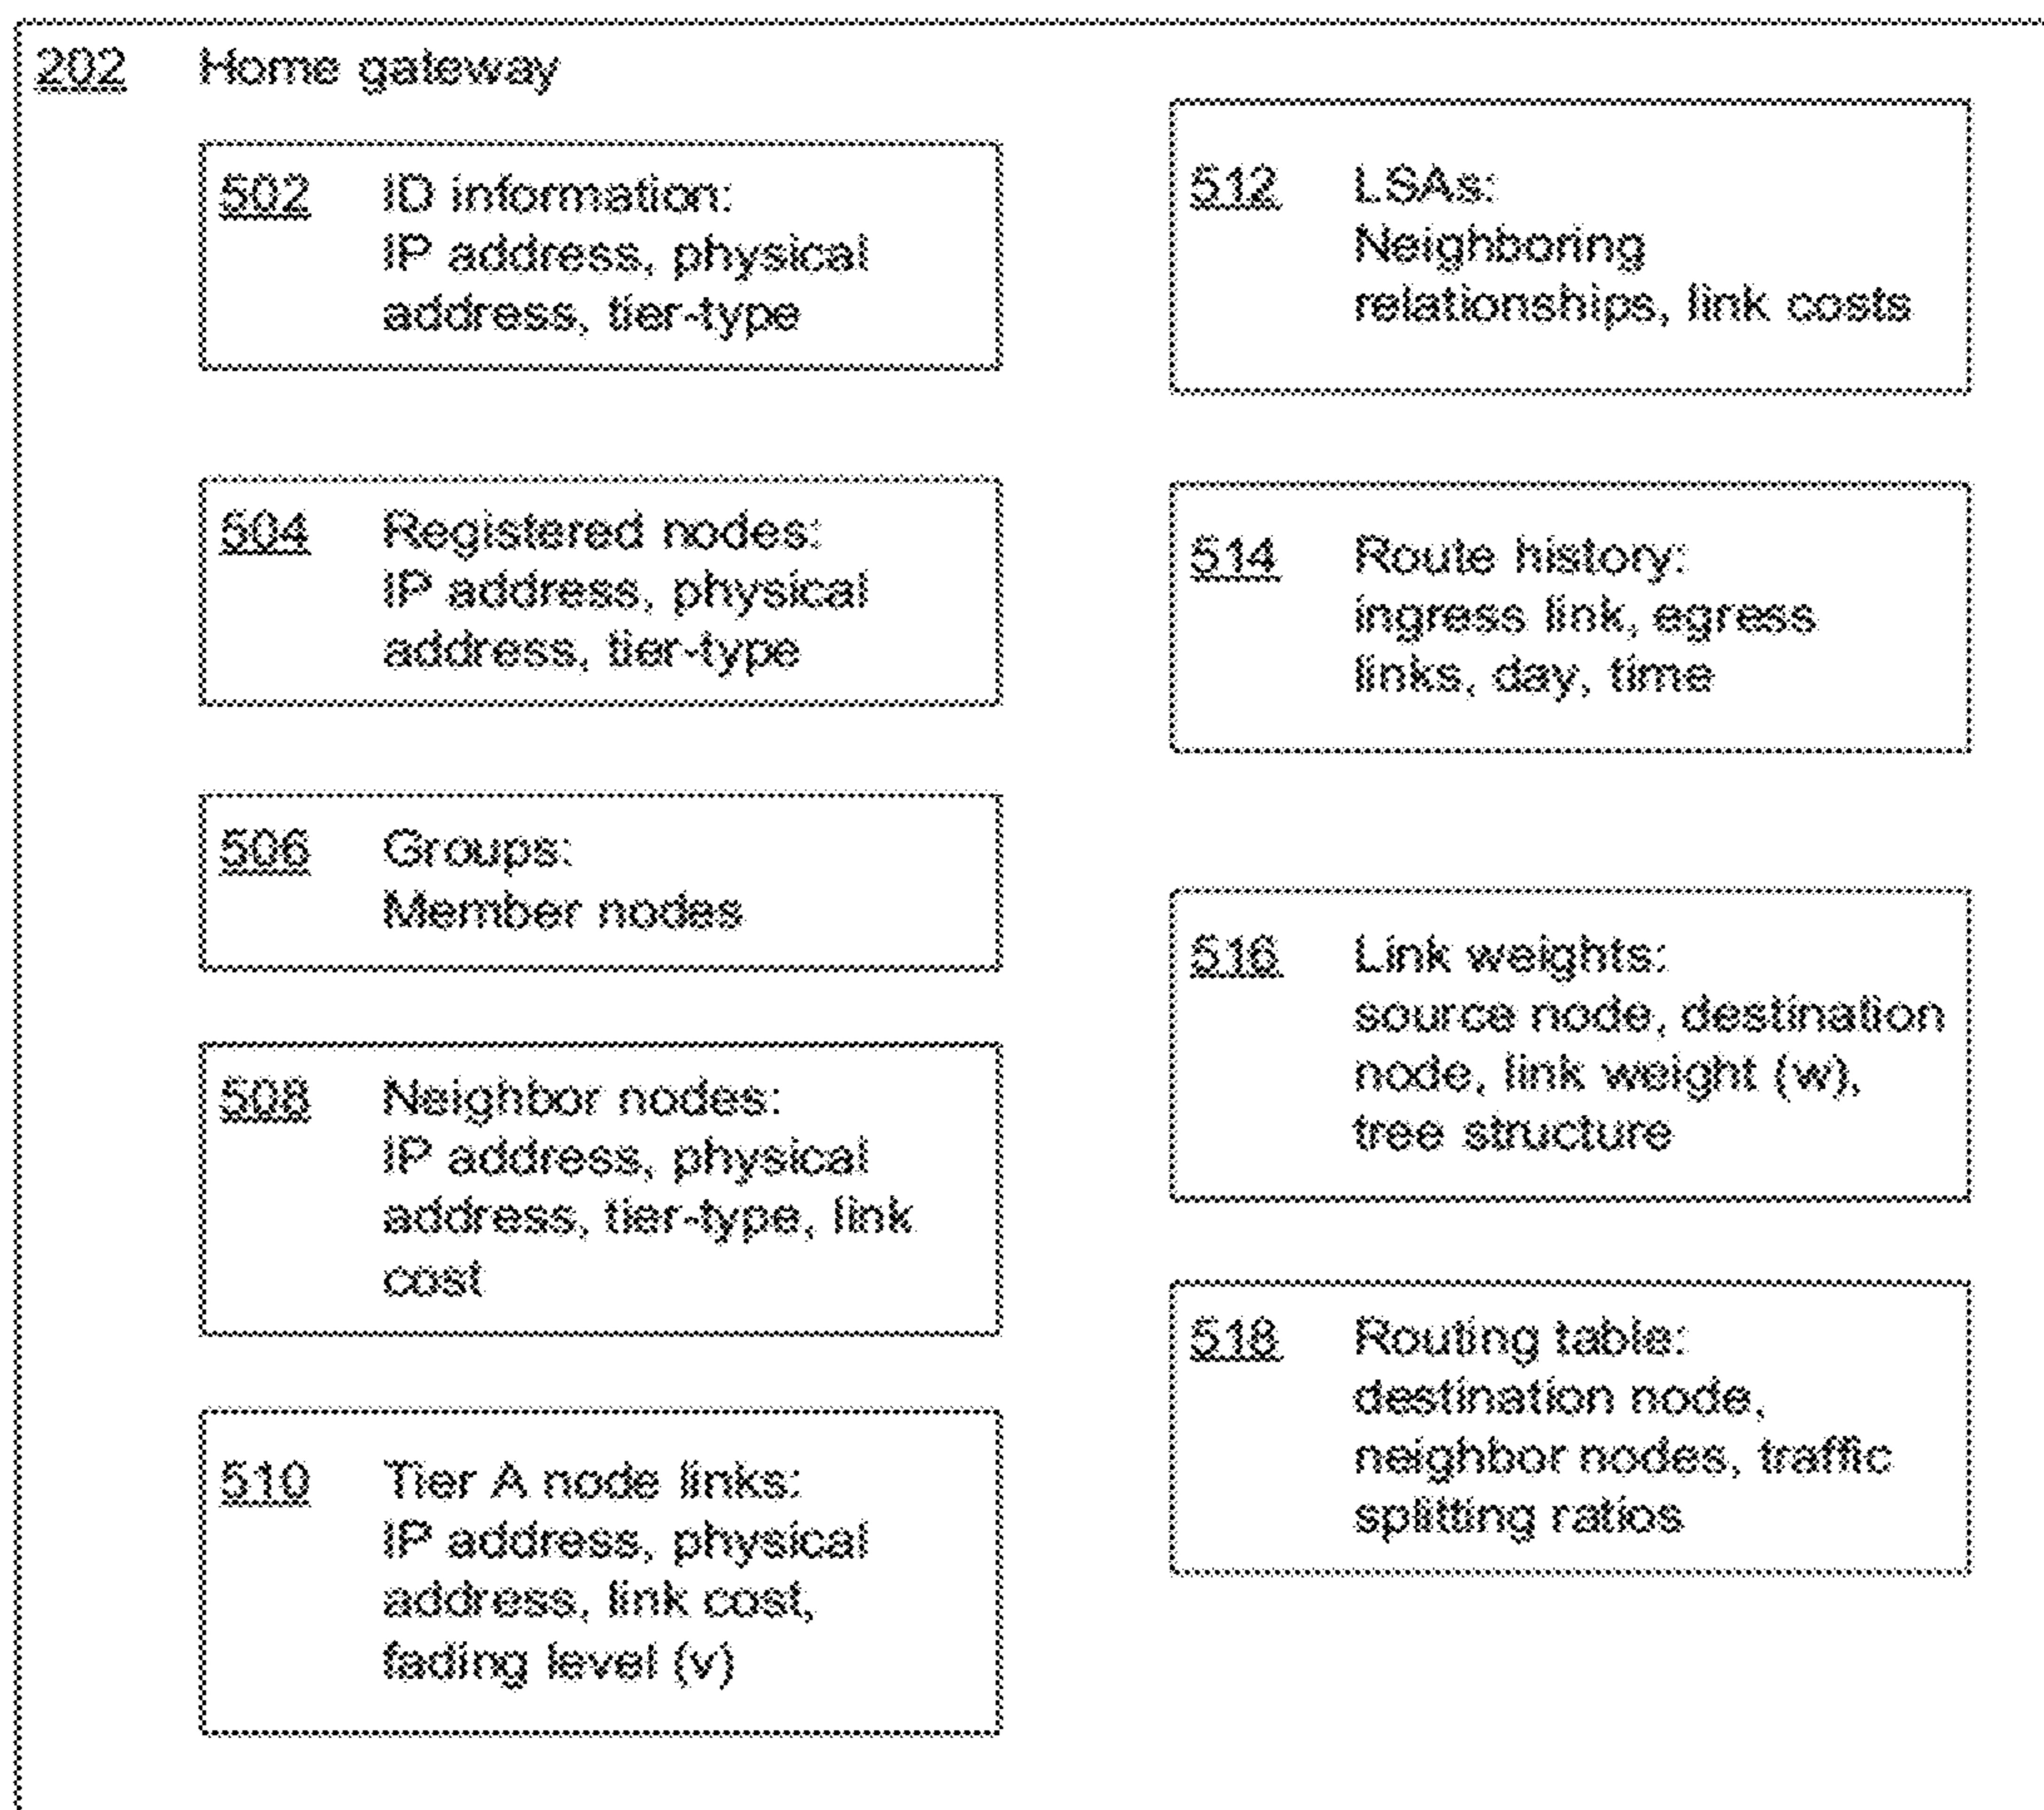 202 Home gateway
502 ID information:
IP address, physical
address, tier-type
504 Registered nodes:
IP address, physical
address, tier-type
506 Groups:
Member nodes
508 Neighbor nodes:
IP address, physical
address, tier-type, link
cost
510 Tier A node links:
IP address, physical
address, link cost,
fading level (v)
512 LSAs:
Neighboring
relationships, link costs
514 Route history:
ingress link, egress
links, day, time
516 Link weights:
source node, destination
node, link weight (w),
tree structure
518 Routing table:
destination node,
neighbor nodes, traffic
splitting ratios